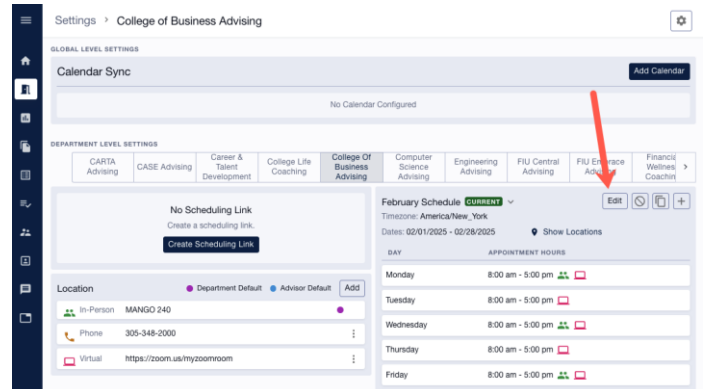 Settings > College of Business Advising
GLOBAL LEVEL SETTINGS
Calendar Sync
Add Calendar
No Calendar Configured
DEPARTMENT LEVEL SETTINGS
CARTA
Advising
CASE Advising
Career &
Talent
Development
College Life
Coaching
College Of
Business
Advising
Computer
Science
Advising
Engineering
Advising
FIU Central
Advising
FIU Embrace
Financia
Wellnes
Coachin
No Scheduling Link
Create a scheduling link.
Create Scheduling Link
Location
Department Default
Advisor Default
Add
In-Person MANGO 240
Phone 305-348-2000
Virtual https://zoom.us/myzoomroom
February Schedule CURRENT
Edit
Timezone: America/New_York
Dates: 02/01/2025 - 02/28/2025
Show Locations
DAY APPOINTMENT HOURS
Monday 8:00 am - 5:00 pm
Tuesday 8:00 am - 5:00 pm
Wednesday 8:00 am - 5:00 pm
Thursday 8:00 am - 5:00 pm
Friday 8:00 am - 5:00 pm